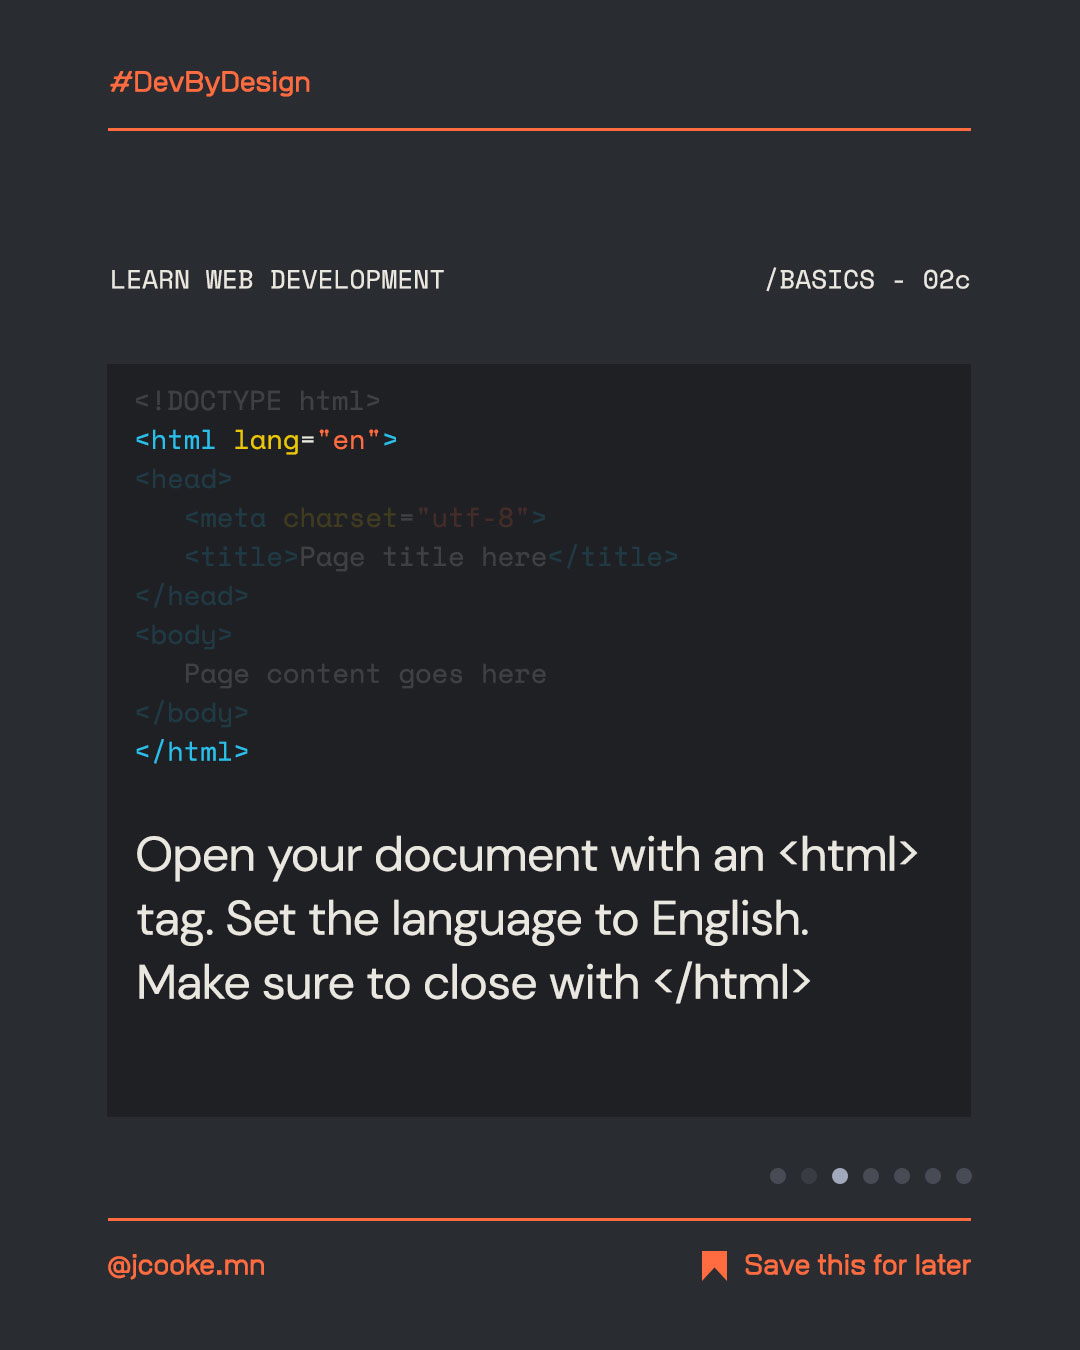 #DevByDesign
LEARN WEB DEVELOPMENT /BASICS - 02c
<!DOCTYPE html>
<html lang="en">
<head>
   <meta charset="utf-8">
   <title>Page title here</title>
</head>
<body>
   Page content goes here
</body>
</html>
Open your document with an <html>
tag. Set the language to English.
Make sure to close with </html>
@jcooke.mn Save this for later